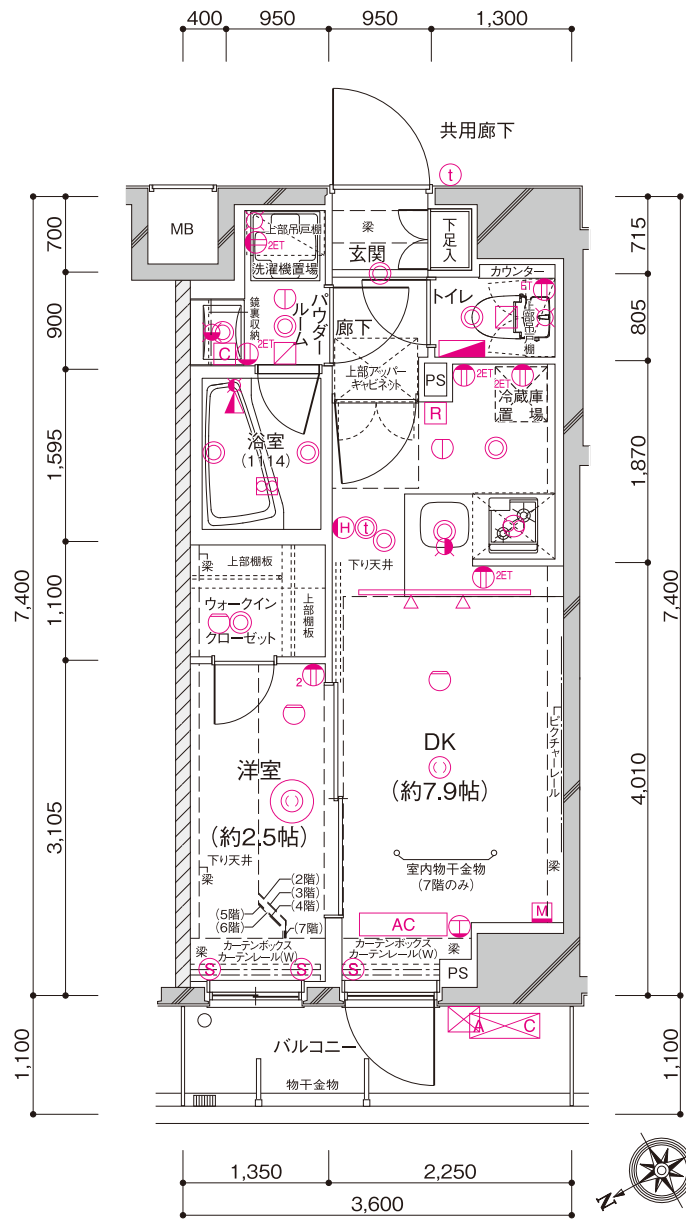 400
950
950
1,300
共用廊下
t
700
900
1,595
1,100
3,105
7,400
1,100
715
805
1,870
4,010
7,400
1,100
MB
上部吊戸棚
2ET
洗濯機置場
梁
玄関
下足入
カウンター
トイレ
ET
上部吊戸棚
鏡裏収納
2ET
C
パウダー
ルーム
廊下
上部アッパー
キャビネット
PS
2ET
2ET
冷蔵庫
置場
R
浴室
(1114)
H
t
下り天井
2ET
梁
上部棚板
ウォークイン
クローゼット
上部棚板
2
洋室
(約2.5帖)
下り天井
梁
(2階)
(3階)
(4階)
(5階)
(6階)
(7階)
DK
(約7.9帖)
ピクチャーレール
室内物干金物
(7階のみ)
梁
AC
M
梁
カーテンボックス
カーテンレール(W)
カーテンボックス
カーテンレール(W)
梁
S
S
S
PS
A
C
バルコニー
物干金物
1,350
2,250
3,600
N